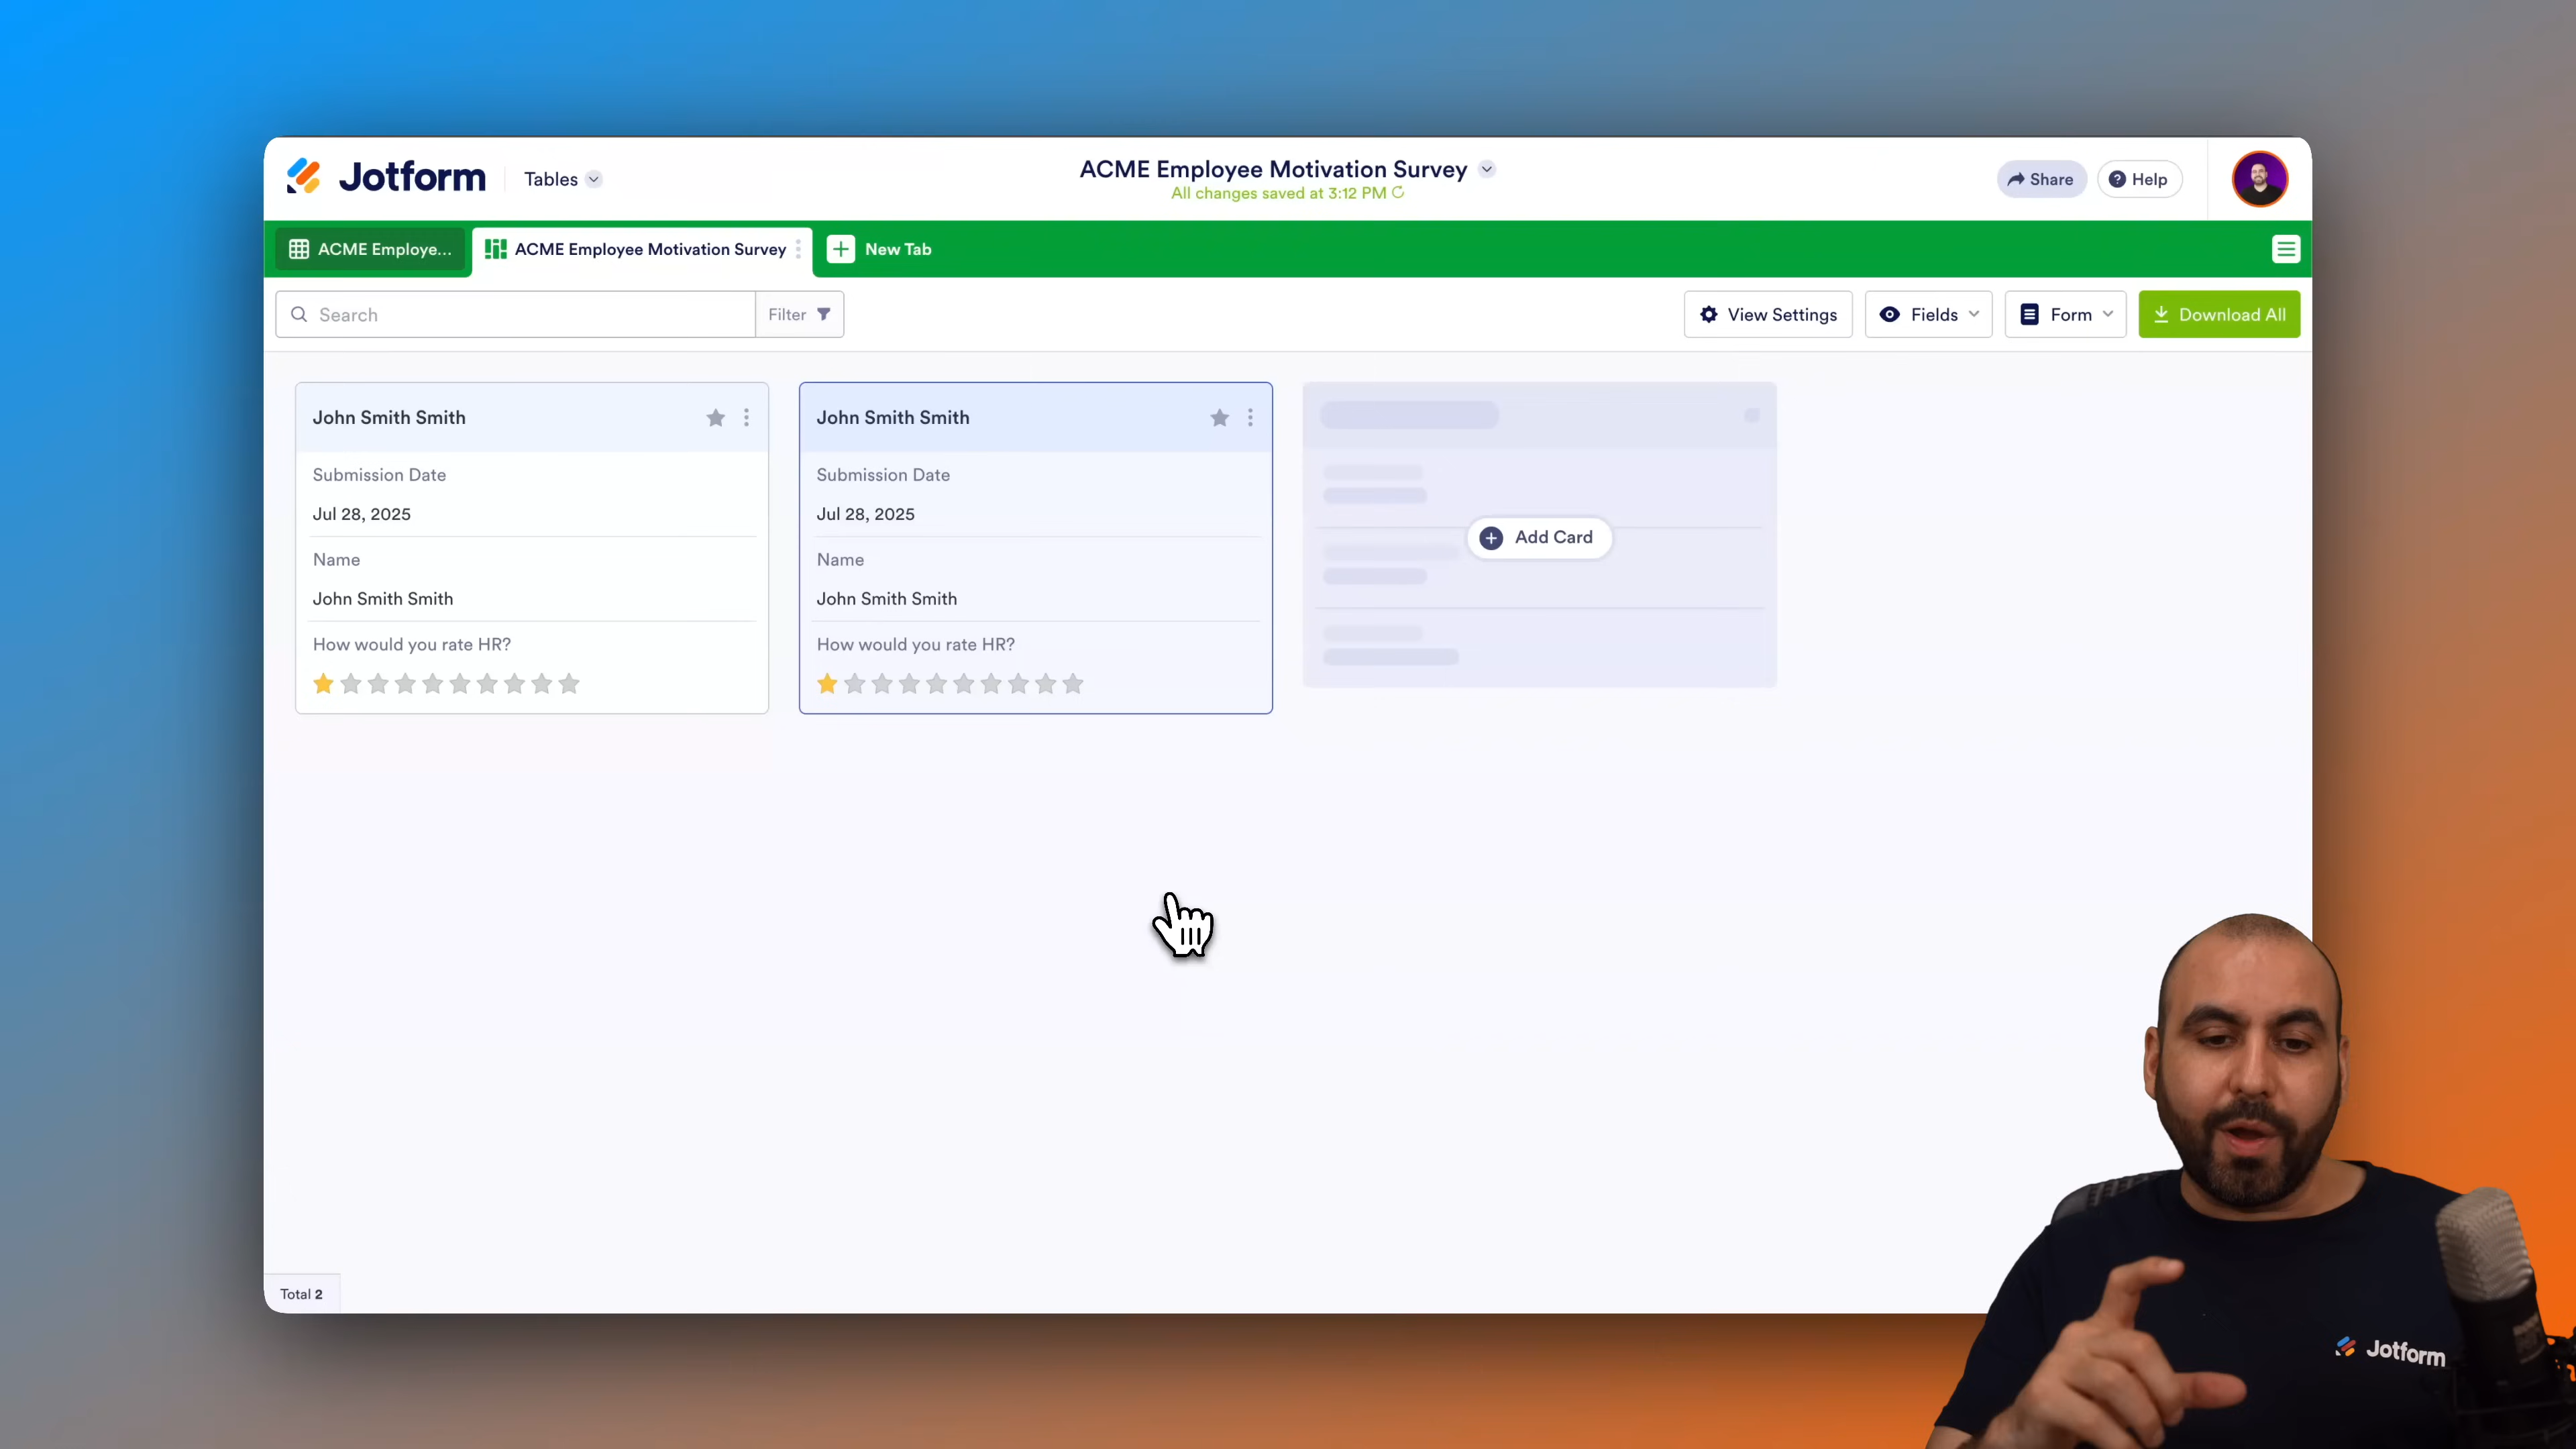 Jotform
Tables
ACME Employee Motivation Survey
All changes saved at 3:12 PM
Share
Help
ACME Employe...
ACME Employee Motivation Survey
New Tab
Search
Filter
View Settings
Fields
Form
Download All
John Smith Smith
Submission Date
Jul 28, 2025
Name
John Smith Smith
How would you rate HR?
John Smith Smith
Submission Date
Jul 28, 2025
Name
John Smith Smith
How would you rate HR?
Add Card
Total 2
Jotform